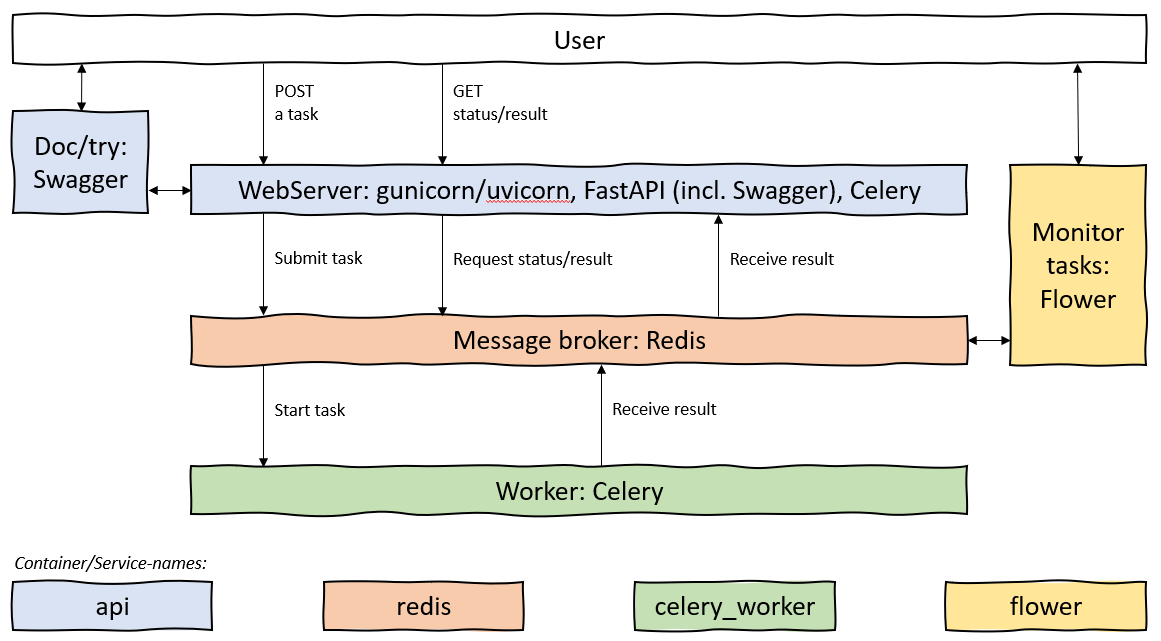 User
POST
a task
GET
status/result
Doc/try:
Swagger
WebServer: gunicorn/uvicorn, FastAPI (incl. Swagger), Celery
Monitor
tasks:
Flower
Submit task
Request status/result
Receive result
Message broker: Redis
Start task
Receive result
Worker: Celery
Container/Service-names:
api
redis
celery_worker
flower